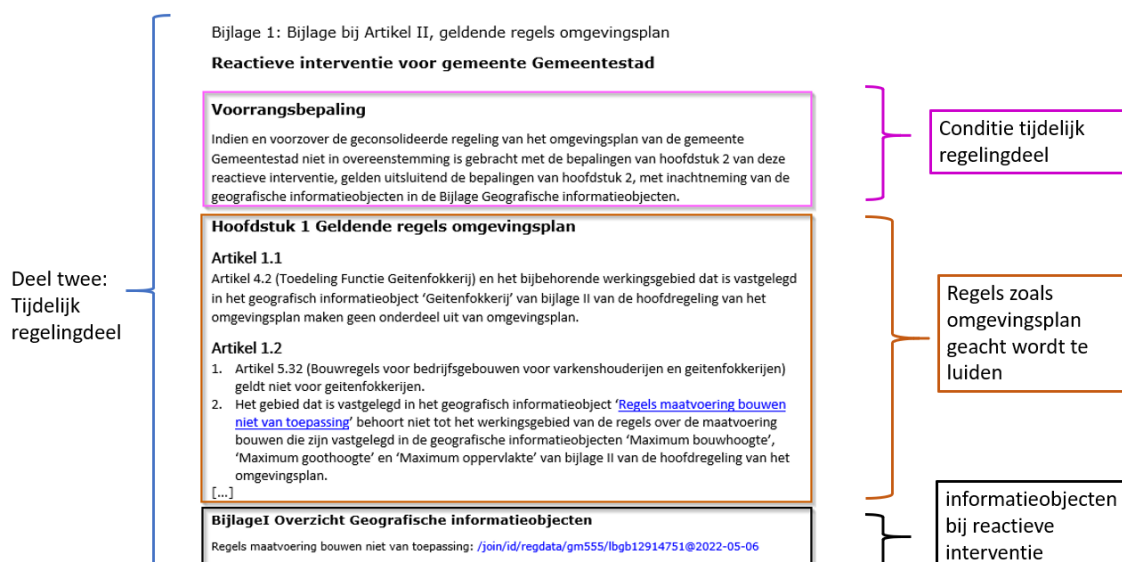 Bijlage 1: Bijlage bij Artikel II, geldende regels omgevingsplan
Reactieve interventie voor gemeente Gemeentestad
Voorrangsbepaling
Indien en voorzover de geconsolideerde regeling van het omgevingsplan van de gemeente
Gemeentestad niet in overeenstemming is gebracht met de bepalingen van hoofdstuk 2 van deze
reactieve interventie, gelden uitsluitend de bepalingen van hoofdstuk 2, met inachtneming van de
geografische informatieobjecten in de Bijlage Geografische informatieobjecten.
Conditie tijdelijk
regelingdeel
Deel twee:
Tijdelijk
regelingdeel
Hoofdstuk 1 Geldende regels omgevingsplan
Artikel 1.1
Artikel 4.2 (Toedeling Functie Geitenfokkerij) en het bijbehorende werkingsgebied dat is vastgelegd
in het geografisch informatieobject ‘Geitenfokkerij’ van bijlage II van de hoofdregeling van het
omgevingsplan maken geen onderdeel uit van omgevingsplan.
Artikel 1.2
1. Artikel 5.32 (Bouwregels voor bedrijfsgebouwen voor varkenshouderijen en geitenfokkerijen)
geldt niet voor geitenfokkerijen.
2. Het gebied dat is vastgelegd in het geografisch informatieobject ‘Regels maatvoering bouwen
niet van toepassing’ behoort niet tot het werkingsgebied van de regels over de maatvoering
bouwen die zijn vastgelegd in de geografische informatieobjecten ‘Maximum bouwhoogte’,
‘Maximum goothoogte’ en ‘Maximum oppervlakte’ van bijlage II van de hoofdregeling van het
omgevingsplan.
[…]
Regels zoals
omgevingsplan
geacht wordt te
luiden
BijlageI Overzicht Geografische informatieobjecten
Regels maatvoering bouwen niet van toepassing: /join/id/regdata/gm555/lbgb12914751@2022-05-06
informatieobjecten
bij reactieve
interventie